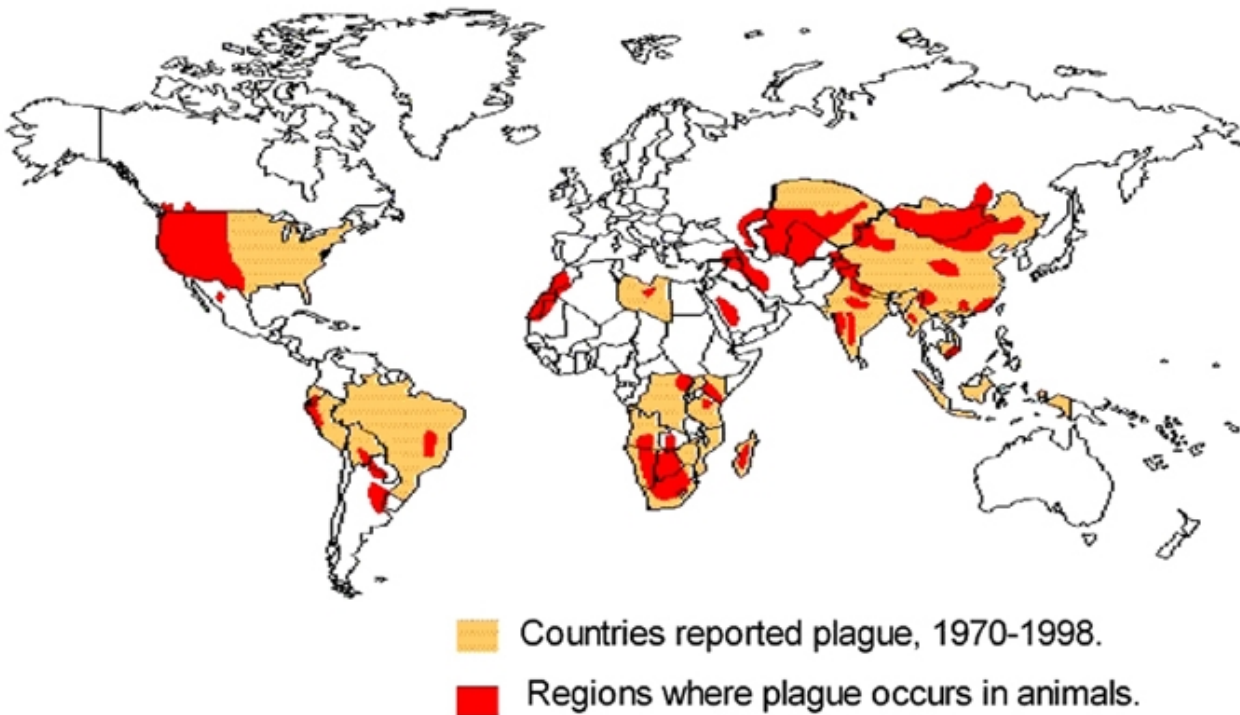 Countries reported plague, 1970-1998.
Regions where plague occurs in animals.